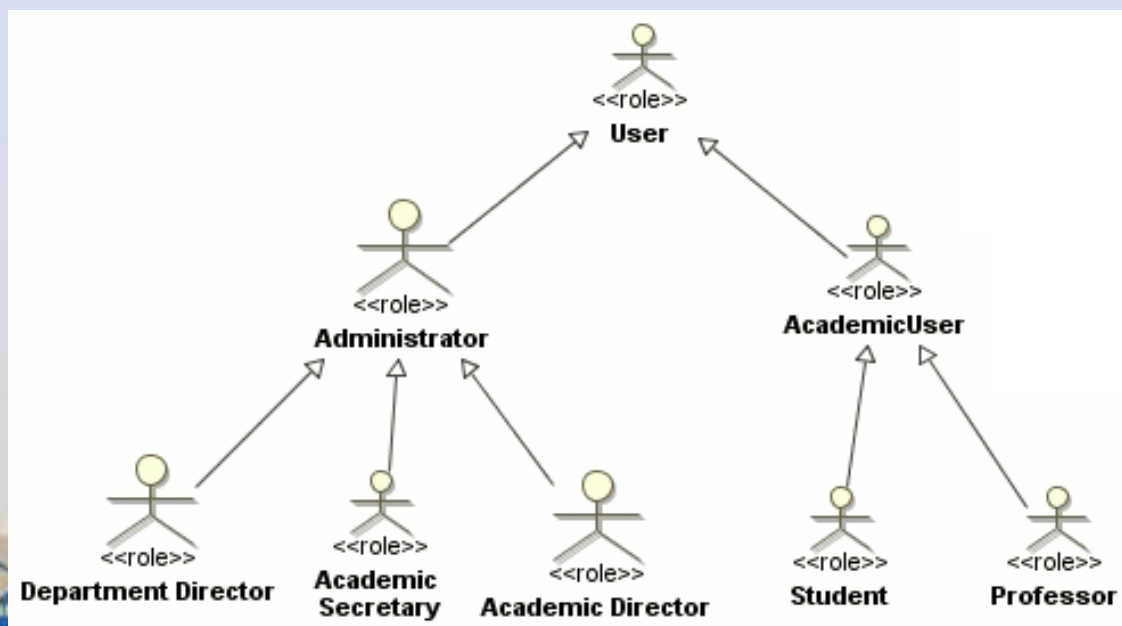 <<role>>
User
<<role>>
Administrator
<<role>>
AcademicUser
<<role>>
Department Director
<<role>>
Academic
Secretary
<<role>>
Academic Director
<<role>>
Student
<<role>>
Professor